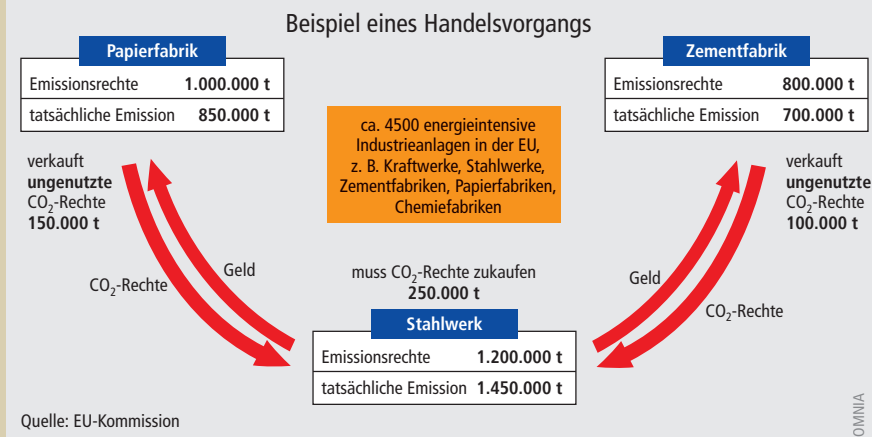 Beispiel eines Handelsvorgangs
Papierfabrik
Emissionsrechte 1.000.000 t
tatsächliche Emission 850.000 t
verkauft
ungenutzte
CO₂-Rechte
150.000 t
CO₂-Rechte
Geld
ca. 4500 energieintensive
Industrieanlagen in der EU,
z. B. Kraftwerke, Stahlwerke,
Zementfabriken, Papierfabriken,
Chemiefabriken
Zementfabrik
Emissionsrechte 800.000 t
tatsächliche Emission 700.000 t
verkauft
ungenutzte
CO₂-Rechte
100.000 t
Geld
CO₂-Rechte
muss CO₂-Rechte zukaufen
250.000 t
Stahlwerk
Emissionsrechte 1.200.000 t
tatsächliche Emission 1.450.000 t
Quelle: EU-Kommission
OMNIA